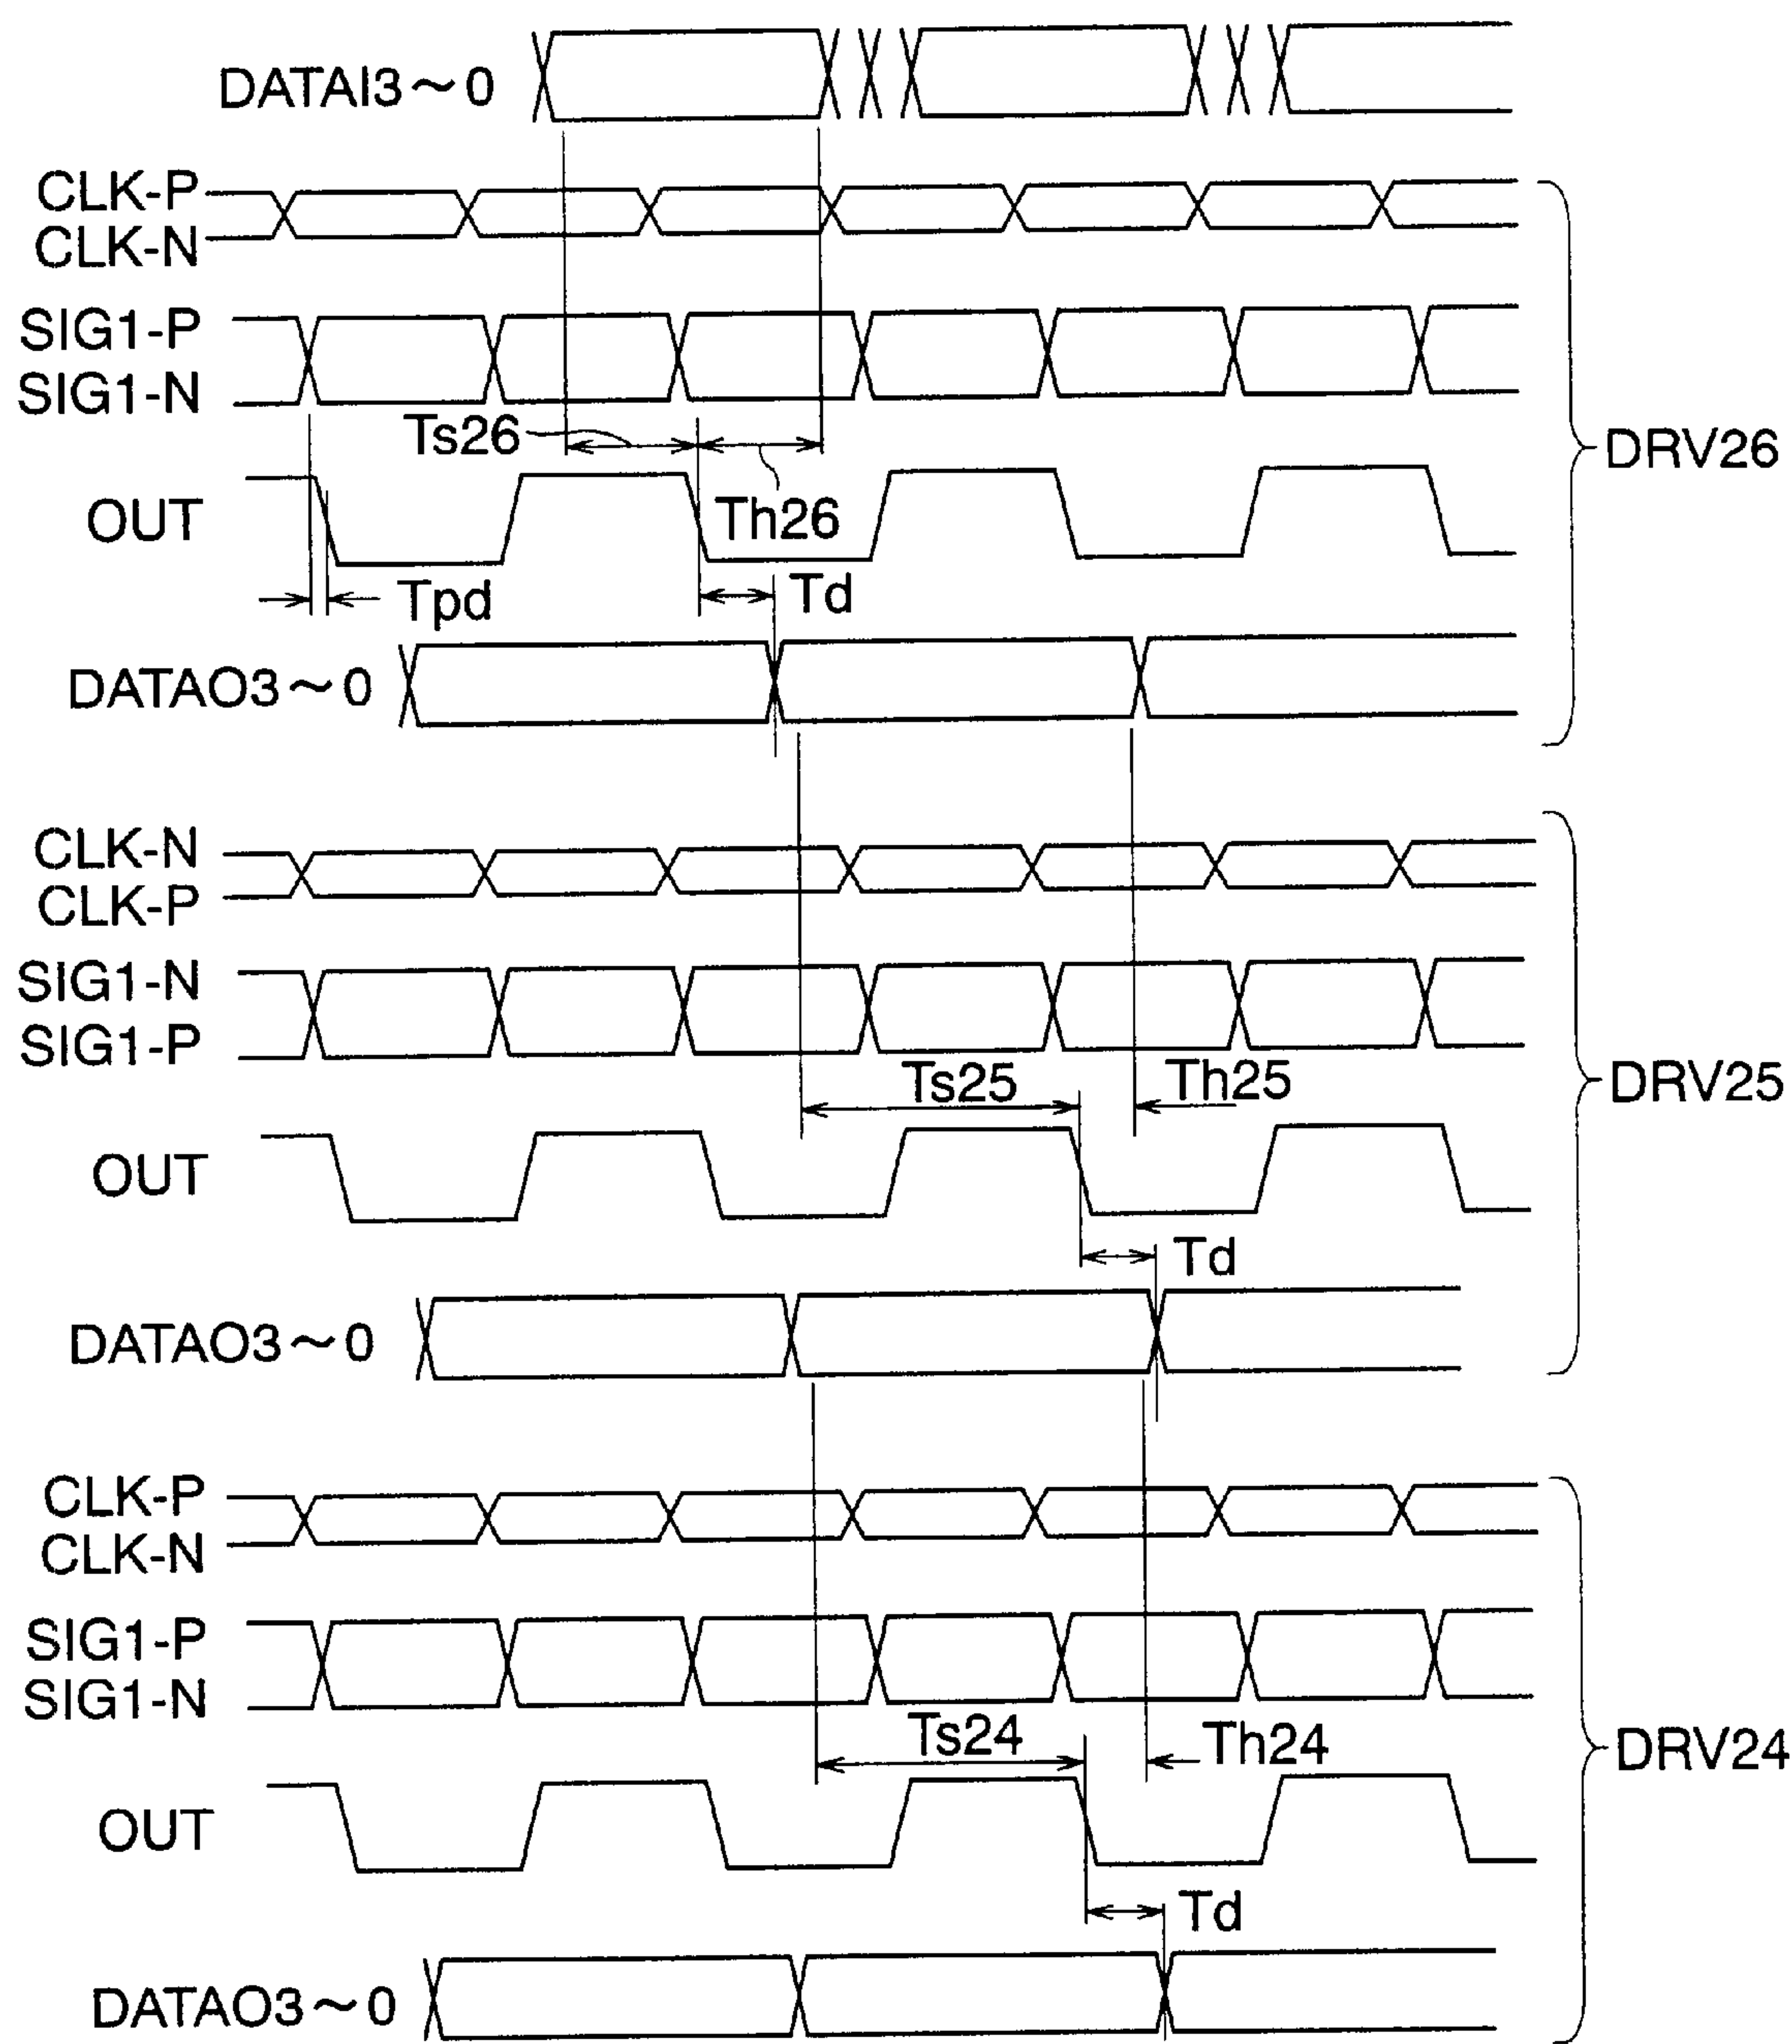 DATAI3~0
CLK-P
CLK-N
SIG1-P
SIG1-N
Ts26
DRV26
OUT
Th26
Tpd
Td
DATAO3~0
CLK-N
CLK-P
SIG1-N
SIG1-P
Ts25
Th25
DRV25
OUT
Td
DATAO3~0
CLK-P
CLK-N
SIG1-P
SIG1-N
Ts24
Th24
DRV24
OUT
Td
DATAO3~0